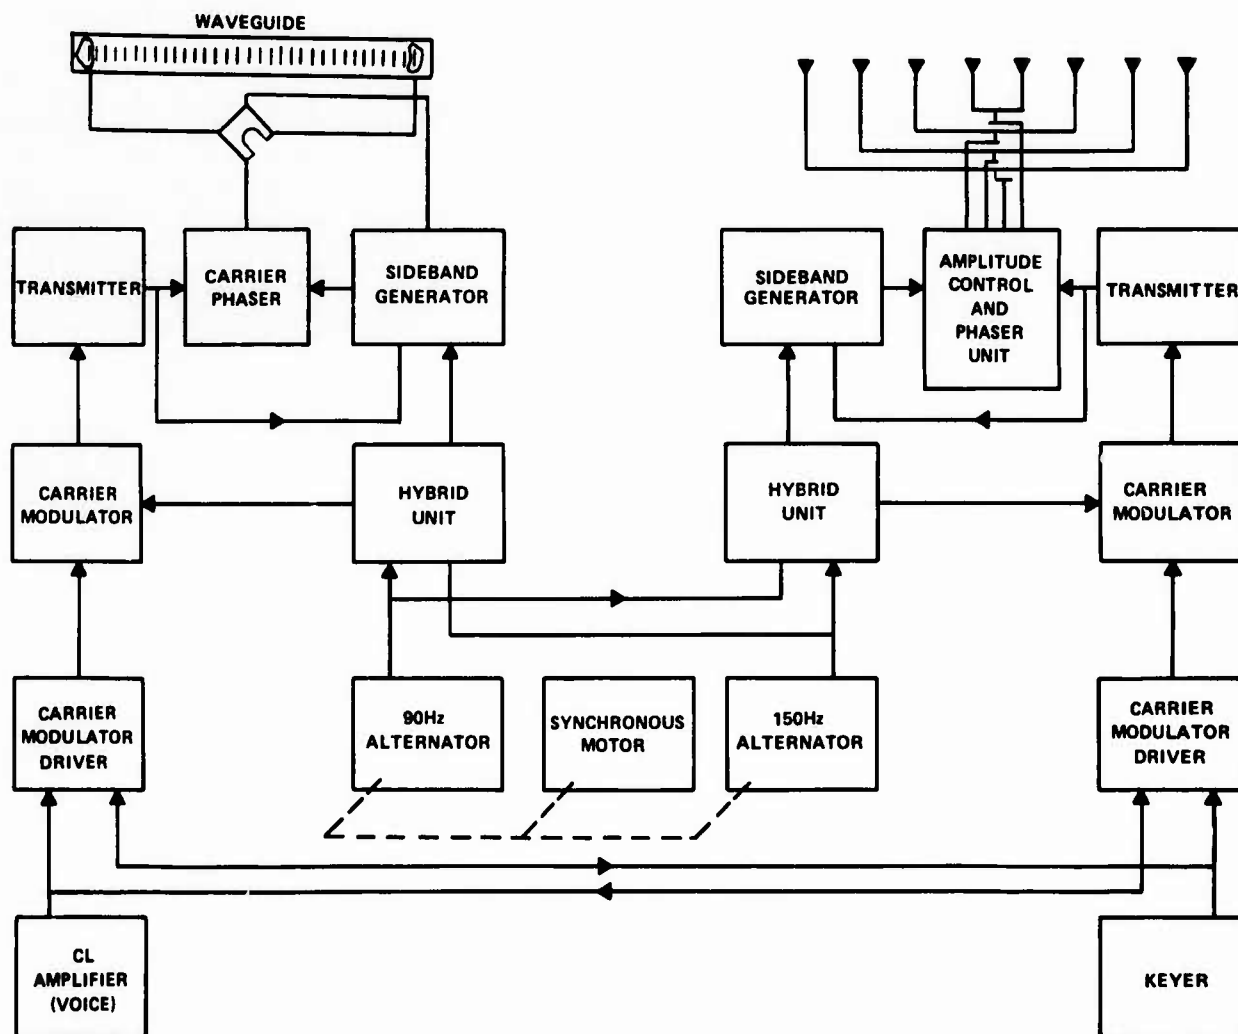 WAVEGUIDE
TRANSMITTER
CARRIER
PHASER
SIDEBAND
GENERATOR
SIDEBAND
GENERATOR
AMPLITUDE
CONTROL
AND
PHASER
UNIT
TRANSMITTER
CARRIER
MODULATOR
HYBRID
UNIT
HYBRID
UNIT
CARRIER
MODULATOR
CARRIER
MODULATOR
DRIVER
90Hz
ALTERNATOR
SYNCHRONOUS
MOTOR
150Hz
ALTERNATOR
CARRIER
MODULATOR
DRIVER
CL
AMPLIFIER
(VOICE)
KEYER